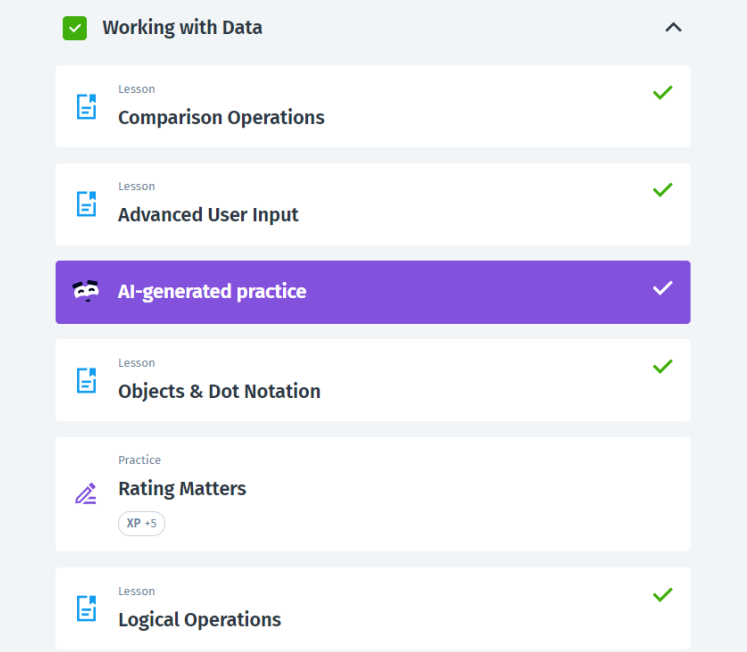 Working with Data
Lesson
Comparison Operations
Lesson
Advanced User Input
AI-generated practice
Lesson
Objects & Dot Notation
Practice
Rating Matters
XP +5
Lesson
Logical Operations